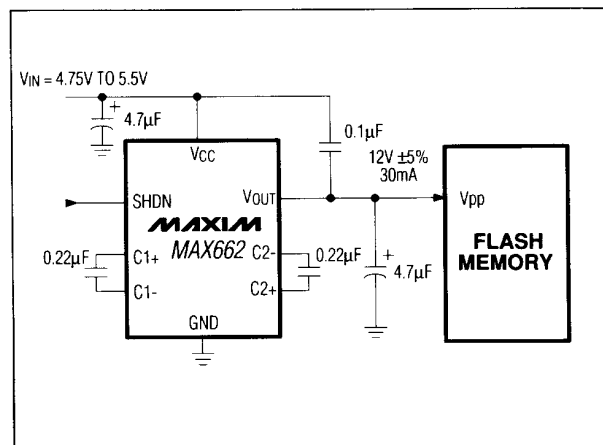 VIN = 4.75V TO 5.5V
+
4.7µF
VCC
0.1µF
12V ±5%
30mA
SHDN
VOUT
Vpp
MAXIM
MAX662
FLASH
MEMORY
0.22µF
C1+
C2-
0.22µF
+
4.7µF
C1-
C2+
GND